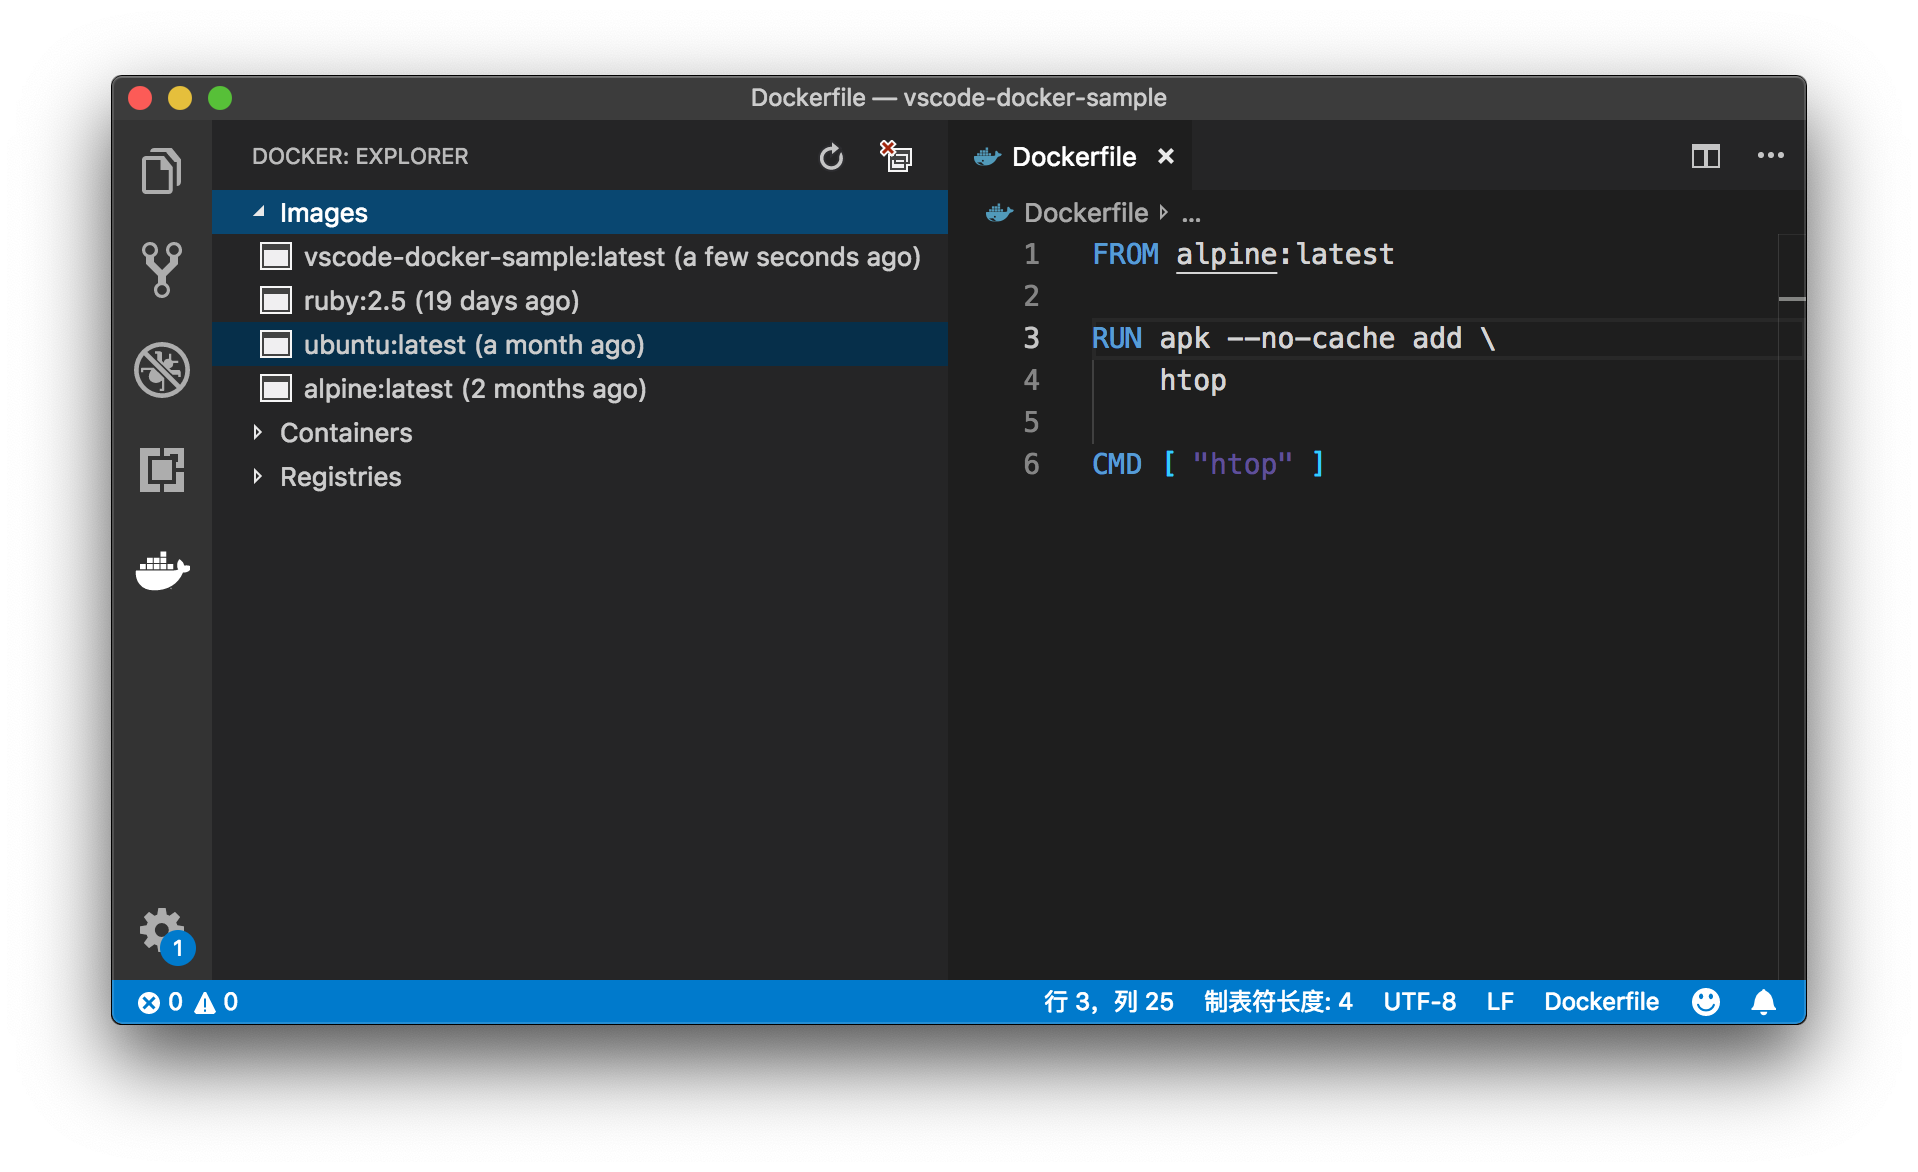 Dockerfile — vscode-docker-sample
DOCKER: EXPLORER
Images
vscode-docker-sample:latest (a few seconds ago)
ruby:2.5 (19 days ago)
ubuntu:latest (a month ago)
alpine:latest (2 months ago)
Containers
Registries
1
Dockerfile
Dockerfile ...
1 FROM alpine:latest
2
3 RUN apk --no-cache add \
4 htop
5
6 CMD [ "htop" ]
0 0 行 3，列 25 制表符长度: 4 UTF-8 LF Dockerfile